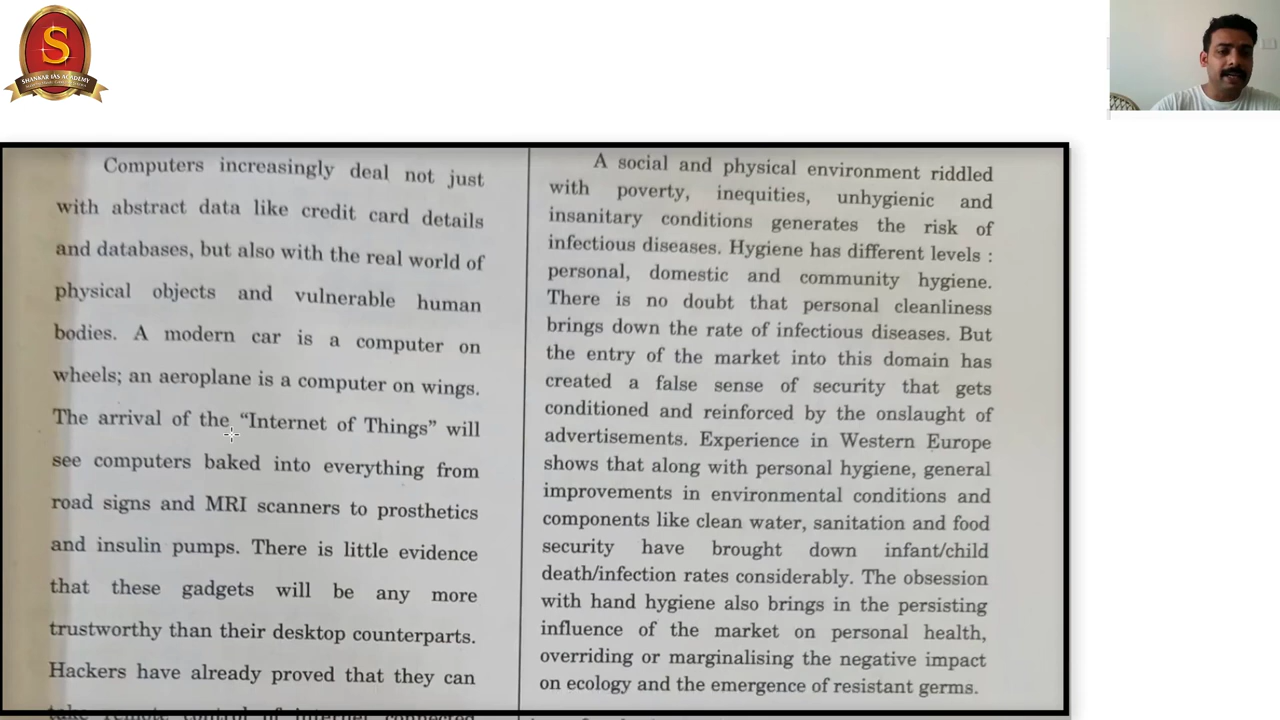 S
SHANKAR IAS ACADEMY
Computers increasingly deal not just
with abstract data like credit card details
and databases, but also with the real world of
physical objects and vulnerable human
bodies. A modern car is a computer on
wheels; an aeroplane is a computer on wings.
The arrival of the “Internet of Things” will
see computers baked into everything from
road signs and MRI scanners to prosthetics
and insulin pumps. There is little evidence
that these gadgets will be any more
trustworthy than their desktop counterparts.
Hackers have already proved that they can
take remote control of internet connected
A social and physical environment riddled
with poverty, inequities, unhygienic and
insanitary conditions generates the risk of
infectious diseases. Hygiene has different levels :
personal, domestic and community hygiene.
There is no doubt that personal cleanliness
brings down the rate of infectious diseases. But
the entry of the market into this domain has
created a false sense of security that gets
conditioned and reinforced by the onslaught of
advertisements. Experience in Western Europe
shows that along with personal hygiene, general
improvements in environmental conditions and
components like clean water, sanitation and food
security have brought down infant/child
death/infection rates considerably. The obsession
with hand hygiene also brings in the persisting
influence of the market on personal health,
overriding or marginalising the negative impact
on ecology and the emergence of resistant germs.